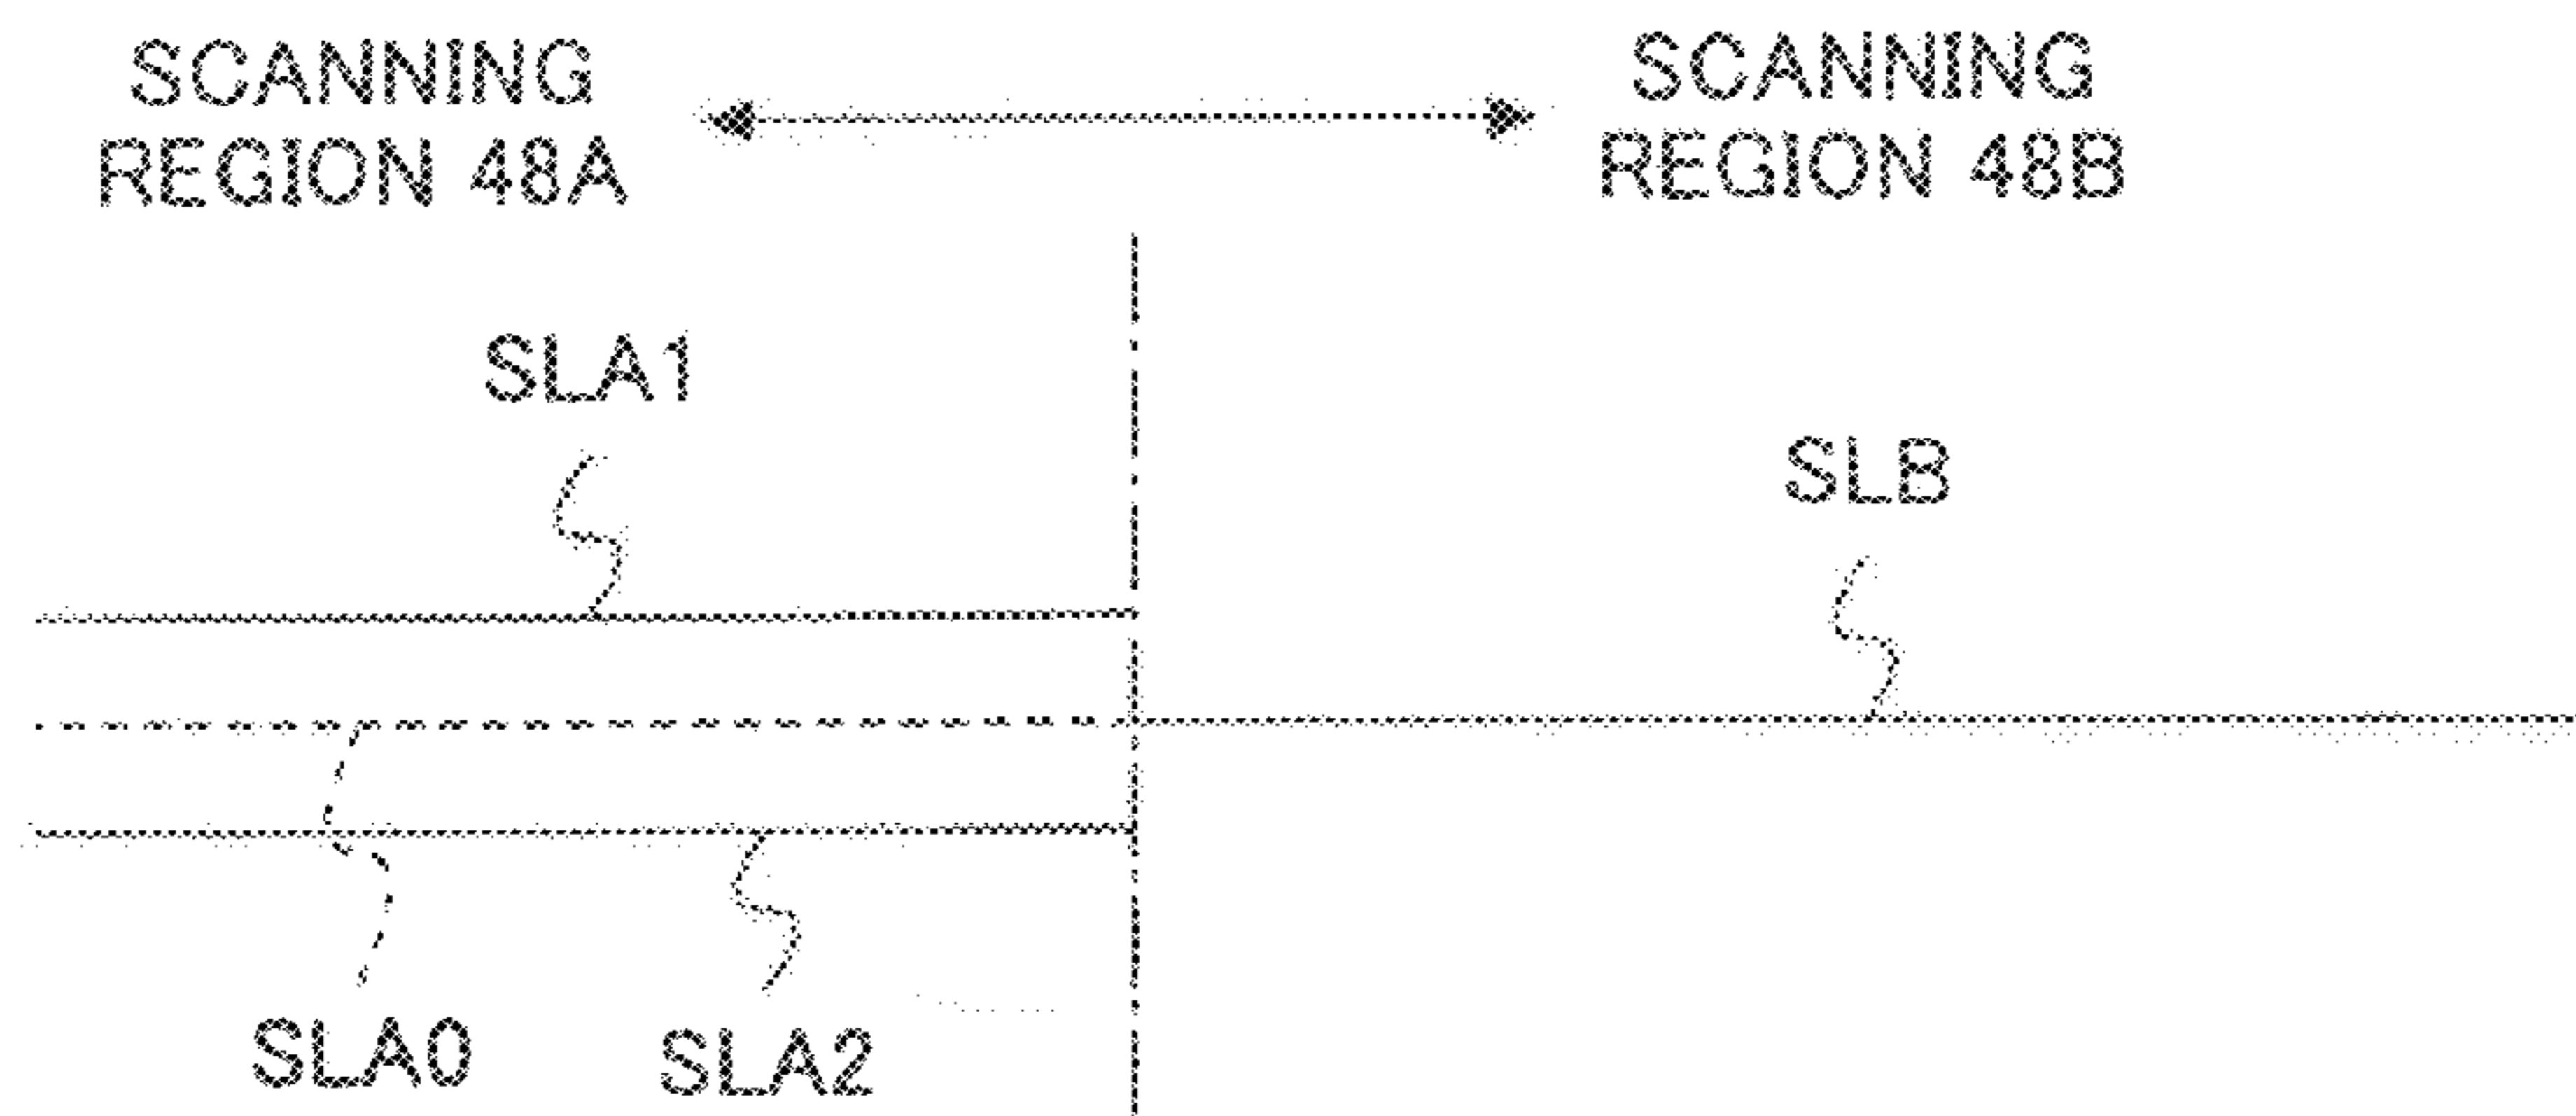 SCANNING
REGION 48A
SCANNING
REGION 48B
SLA1
SLB
SLA0
SLA2